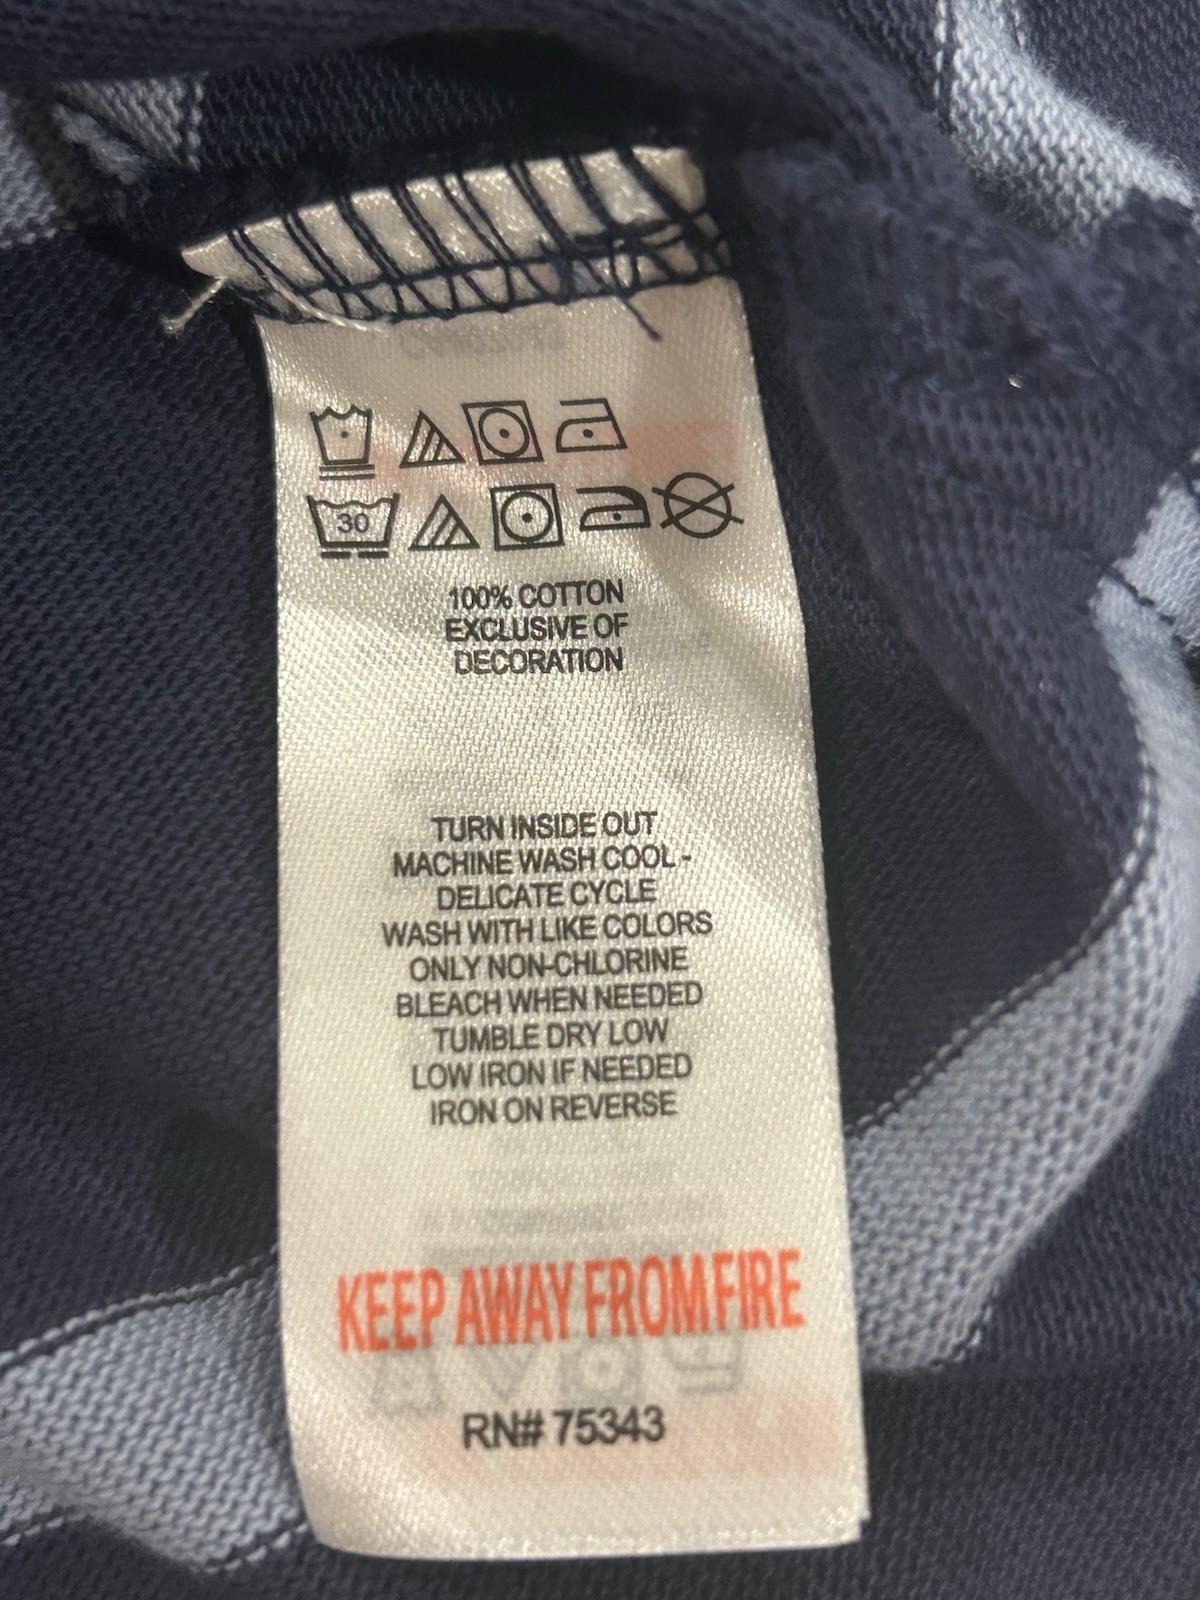 30
100% COTTON
EXCLUSIVE OF
DECORATION
TURN INSIDE OUT
MACHINE WASH COOL -
DELICATE CYCLE
WASH WITH LIKE COLORS
ONLY NON-CHLORINE
BLEACH WHEN NEEDED
TUMBLE DRY LOW
LOW IRON IF NEEDED
IRON ON REVERSE
KEEP AWAY FROM FIRE
RN# 75343